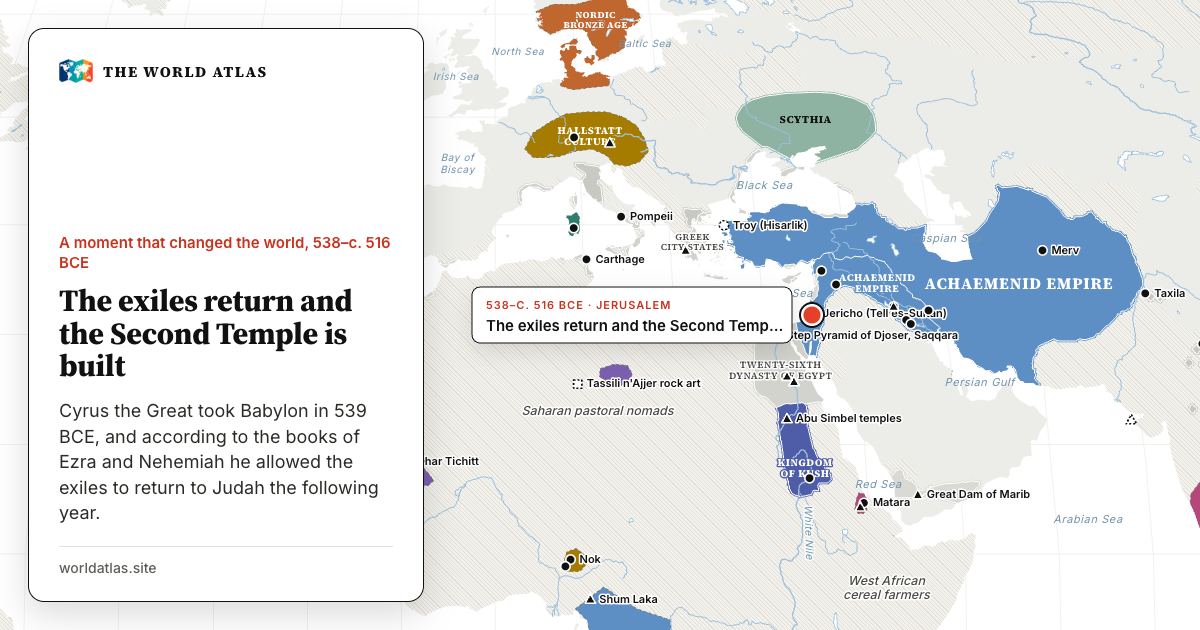 THE WORLD ATLAS
A moment that changed the world, 538–c. 516
BCE
The exiles return and
the Second Temple is
built
Cyrus the Great took Babylon in 539
BCE, and according to the books of
Ezra and Nehemiah he allowed the
exiles to return to Judah the following
year.
worldatlas.site
NORDIC
BRONZE AGE
North Sea
Baltic Sea
Irish Sea
HALLSTATT
CULTURE
SCYTHIA
Bay of
Biscay
Black Sea
Pompeii
Troy (Hisarlik)
GREEK
CITY-STATES
Caspian S
Merv
Carthage
ACHAEMENID
EMPIRE
ACHAEMENID EMPIRE
Taxila
538–C. 516 BCE · JERUSALEM
The exiles return and the Second Temp...
Sea
Jericho (Tell es-Sultan)
Step Pyramid of Djoser, Saqqara
TWENTY-SIXTH
DYNASTY OF EGYPT
Persian Gulf
Tassili n'Ajjer rock art
Saharan pastoral nomads
Abu Simbel temples
har Tichitt
KINGDOM
OF KUSH
Red Sea
Matara
Great Dam of Marib
Arabian Sea
White Nile
Nok
West African
cereal farmers
Shum Laka